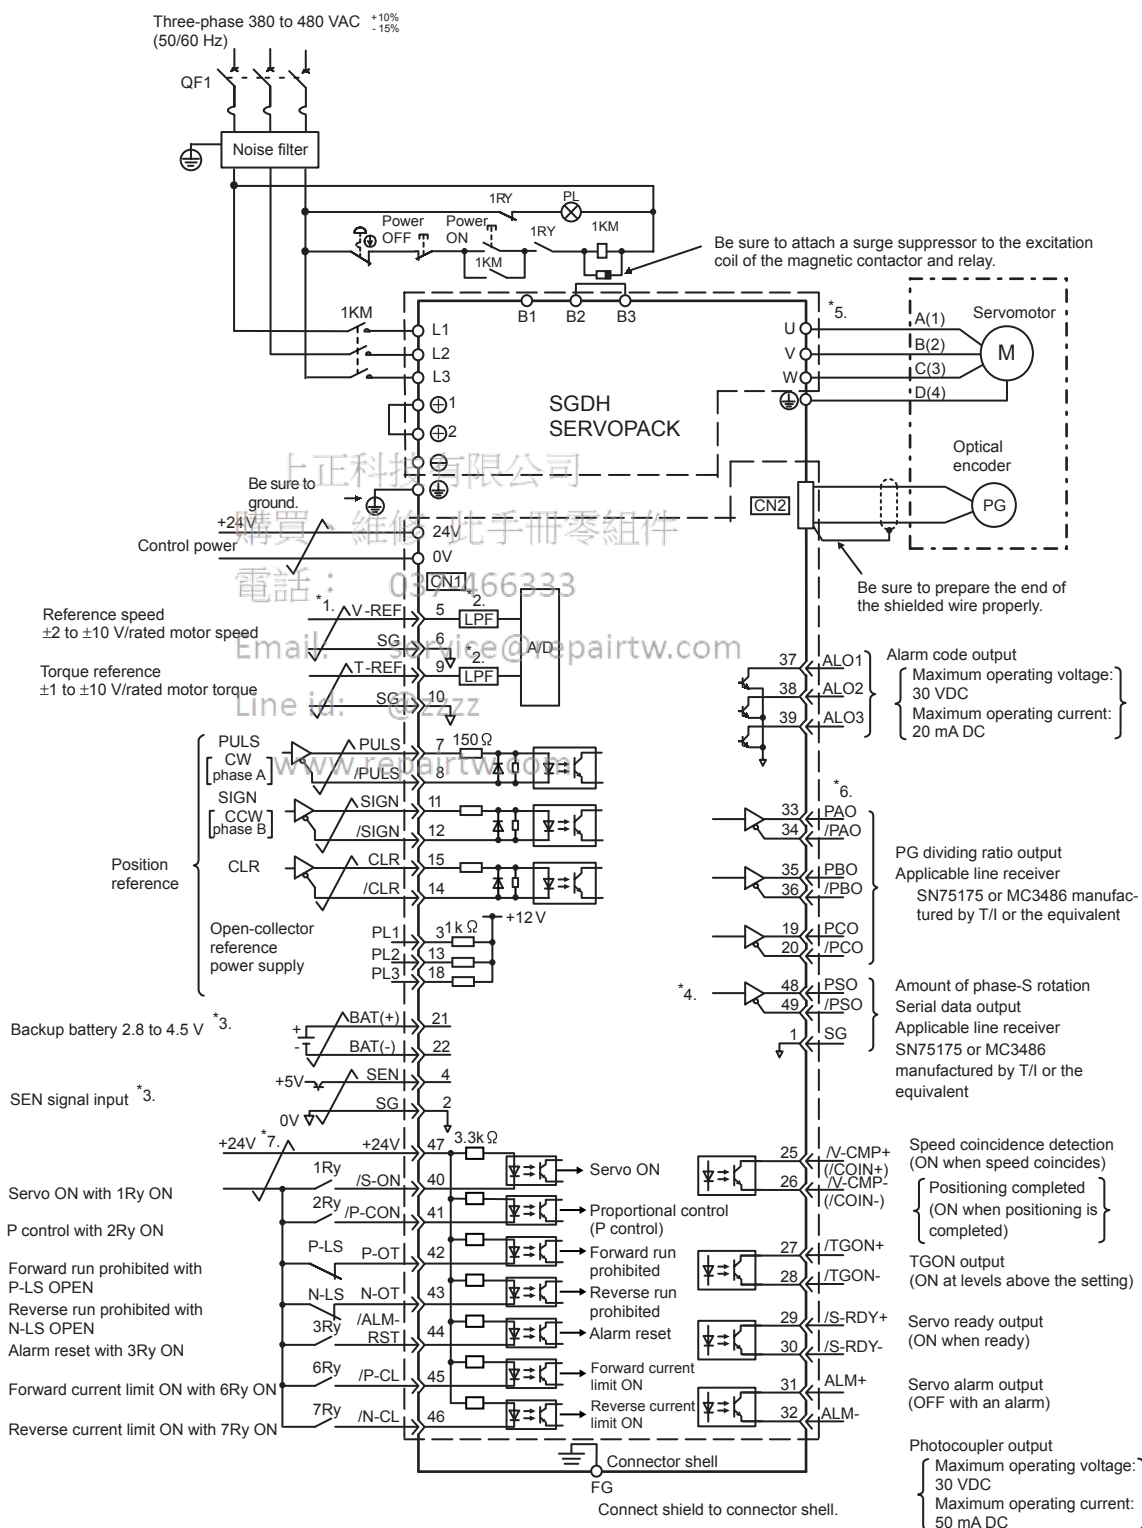 Three-phase 380 to 480 VAC +10% - 15%
(50/60 Hz)
QF1
Noise filter
1RY
PL
Power OFF
Power ON
1RY
1KM
1KM
Be sure to attach a surge suppressor to the excitation
coil of the magnetic contactor and relay.
B1
B2
B3
1KM
L1
L2
L3
1
2
SGDH
SERVOPACK
*5.
U
V
W
A(1)
B(2)
C(3)
D(4)
Servomotor
M
Optical
encoder
PG
CN2
Be sure to prepare the end of
the shielded wire properly.
上正科技有限公司
Be sure to
ground.
購買、維修 此手冊零組件
+24V
Control power
24V
0V
電話： 037-466333
CN1
Reference speed
±2 to ±10 V/rated motor speed
*1.
V-REF
5
*2.
LPF
SG
6
A/D
Email: service@repairtw.com
Torque reference
±1 to ±10 V/rated motor torque
T-REF
9
*2.
LPF
SG
10
Line id: @zzzz
www.repairtw.com
Position
reference
PULS
CW
phase A
PULS
7
150 Ω
/PULS
8
SIGN
CCW
phase B
SIGN
11
/SIGN
12
CLR
CLR
15
/CLR
14
+12 V
Open-collector
reference
power supply
PL1
3
1k Ω
PL2
13
PL3
18
Backup battery 2.8 to 4.5 V *3.
+
-
BAT(+)
21
BAT(-)
22
SEN signal input *3.
+5V
SEN
4
0V
SG
2
+24V
*7.
+24V
47
3.3k Ω
Servo ON with 1Ry ON
1Ry
/S-ON
40
Servo ON
P control with 2Ry ON
2Ry
/P-CON
41
Proportional control
(P control)
Forward run prohibited with
P-LS OPEN
P-LS
P-OT
42
Forward run
prohibited
Reverse run prohibited with
N-LS OPEN
N-LS
N-OT
43
Reverse run
prohibited
Alarm reset with 3Ry ON
3Ry
/ALM-
RST
44
Alarm reset
Forward current limit ON with 6Ry ON
6Ry
/P-CL
45
Forward current
limit ON
Reverse current limit ON with 7Ry ON
7Ry
/N-CL
46
Reverse current
limit ON
37
ALO1
38
ALO2
39
ALO3
Alarm code output
Maximum operating voltage:
30 VDC
Maximum operating current:
20 mA DC
*6.
33
PAO
34
/PAO
35
PBO
36
/PBO
19
PCO
20
/PCO
PG dividing ratio output
Applicable line receiver
SN75175 or MC3486 manufac-
tured by T/I or the equivalent
*4.
48
PSO
49
/PSO
1
SG
Amount of phase-S rotation
Serial data output
Applicable line receiver
SN75175 or MC3486
manufactured by T/I or the
equivalent
25
/V-CMP+
(/COIN+)
26
/V-CMP-
(/COIN-)
Speed coincidence detection
(ON when speed coincides)
Positioning completed
(ON when positioning is
completed)
27
/TGON+
28
/TGON-
TGON output
(ON at levels above the setting)
29
/S-RDY+
30
/S-RDY-
Servo ready output
(ON when ready)
31
ALM+
32
ALM-
Servo alarm output
(OFF with an alarm)
Photocoupler output
Maximum operating voltage:
30 VDC
Maximum operating current:
50 mA DC
Connector shell
FG
Connect shield to connector shell.